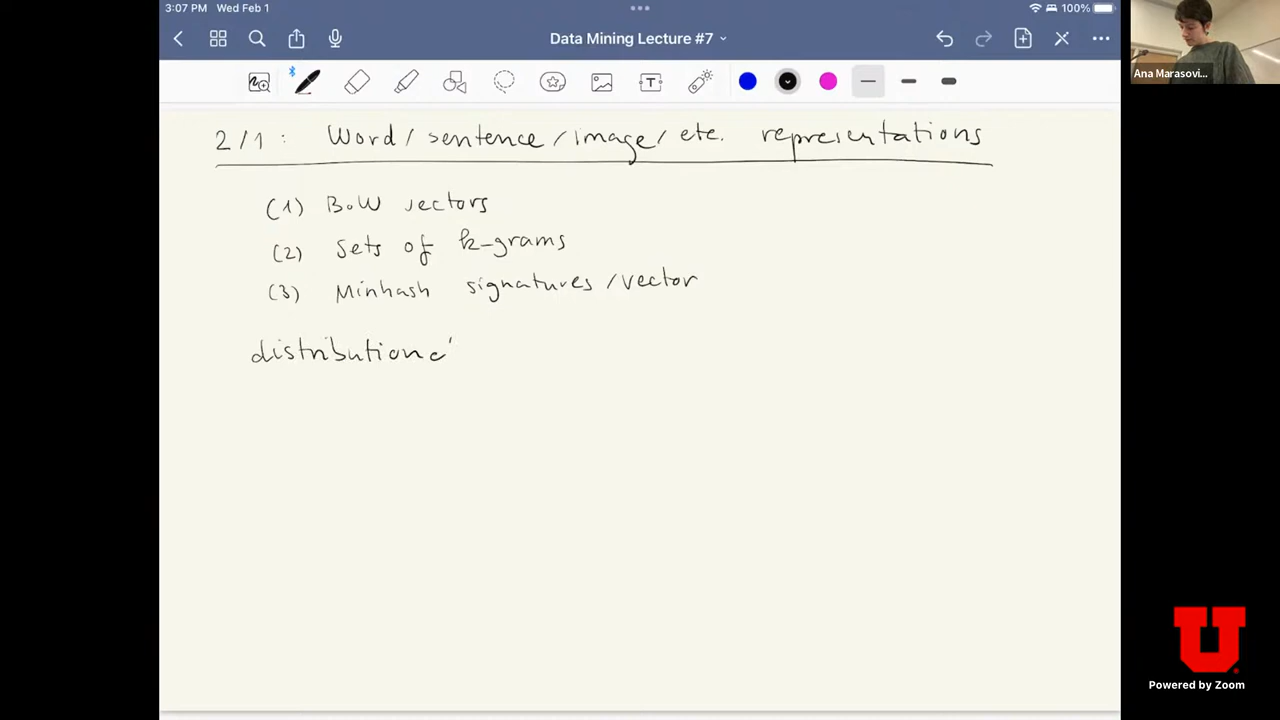 3:07 PM Wed Feb 1
100%
Data Mining Lecture #7
Ana Marasovi...
2/1: Word/sentence/image/etc. representations
(1) BoW vectors
(2) Sets of k-grams
(3) Minhash signatures/vector
distributiona
U
Powered by Zoom